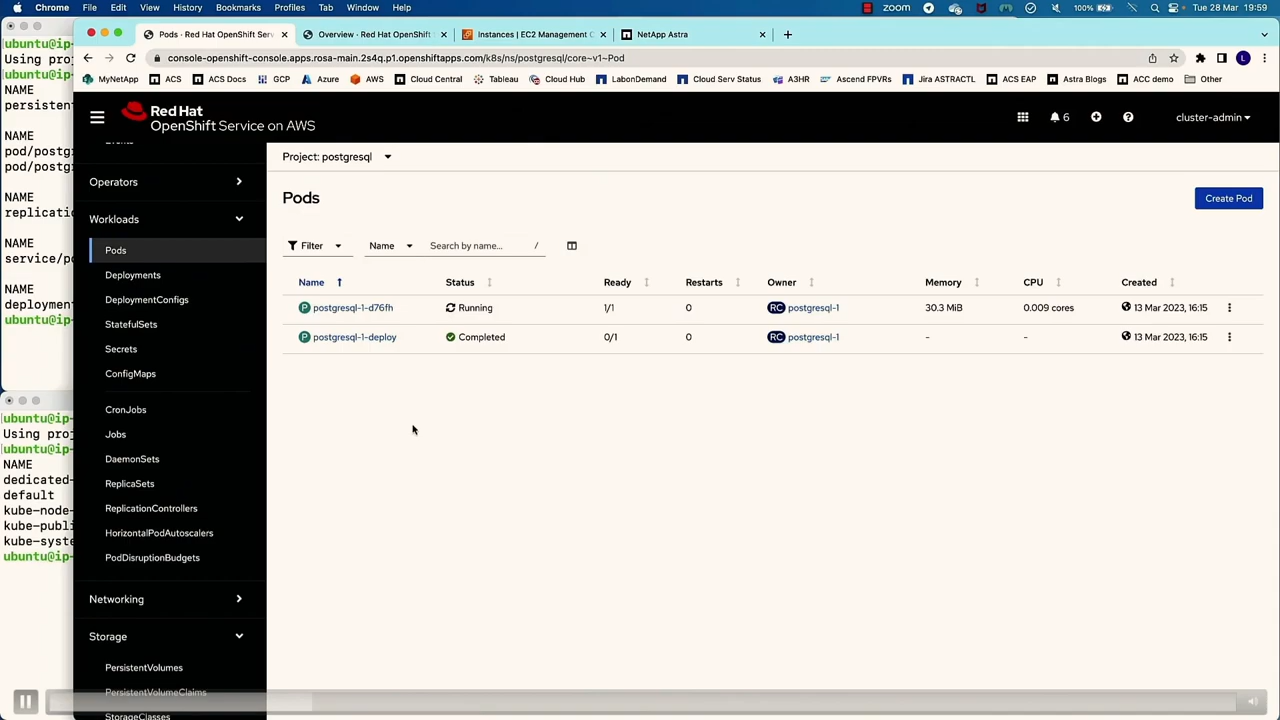 Chrome File Edit View History Bookmarks Profiles Tab Window Help zoom 100% Tue 28 Mar 19:59
Pods · Red Hat OpenShift Serv Overview · Red Hat OpenShift Instances | EC2 Management C NetApp Astra
console-openshift-console.apps.rosa-main.2s4q.p1.openshiftapps.com/k8s/ns/postgresql/core~v1~Pod L
MyNetApp ACS ACS Docs GCP Azure AWS Cloud Central Tableau Cloud Hub LabonDemand Cloud Serv Status A3HR Ascend FPVRs Jira ASTRACTL ACS EAP Astra Blogs ACC demo Other
ubuntu@ip-
Using proj
ubuntu@ip-
NAME
persistent
NAME
pod/postgr
pod/postgr
NAME
replicatio
NAME
service/po
NAME
deployment
ubuntu@ip-
ubuntu@ip-
Using proj
ubuntu@ip-
NAME
dedicated-
default
kube-node-
kube-publi
kube-syste
ubuntu@ip-
Red Hat
OpenShift Service on AWS
6
cluster-admin
Events
Operators
Workloads
Pods
Deployments
DeploymentConfigs
StatefulSets
Secrets
ConfigMaps
CronJobs
Jobs
DaemonSets
ReplicaSets
ReplicationControllers
HorizontalPodAutoscalers
PodDisruptionBudgets
Networking
Storage
PersistentVolumes
PersistentVolumeClaims
StorageClasses
Project: postgresql
Pods
Create Pod
Filter Name Search by name... /
Name Status Ready Restarts Owner Memory CPU Created
P postgresql-1-d76fh Running 1/1 0 RC postgresql-1 30.3 MiB 0.009 cores 13 Mar 2023, 16:15
P postgresql-1-deploy Completed 0/1 0 RC postgresql-1 - - 13 Mar 2023, 16:15